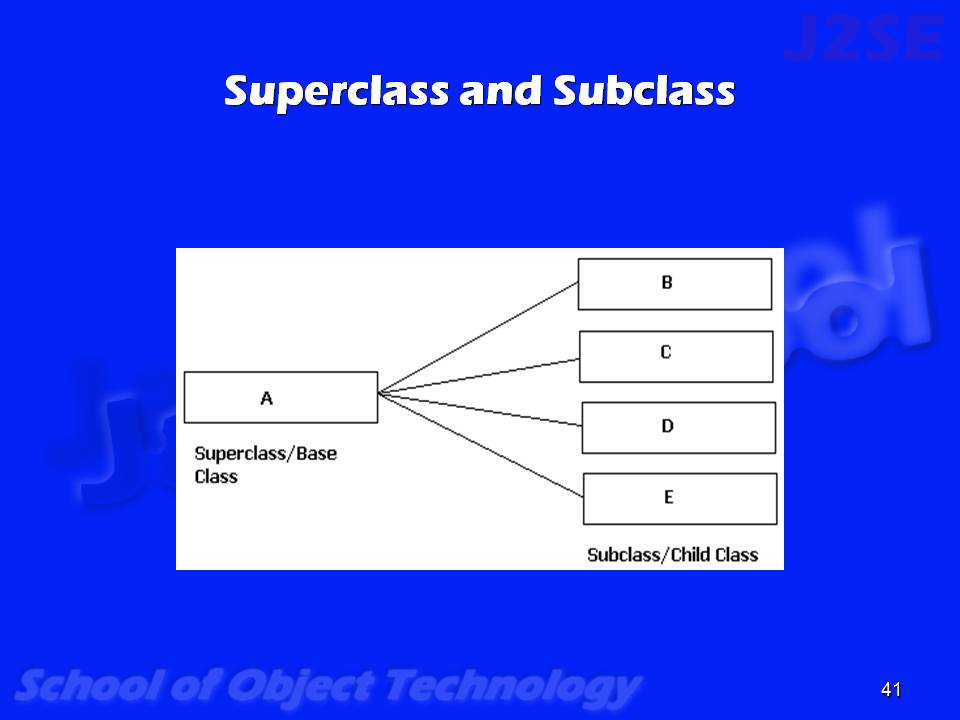 J2SE
Superclass and Subclass
B
C
A
D
Superclass/Base
Class
E
Subclass/Child Class
School of Object Technology
41